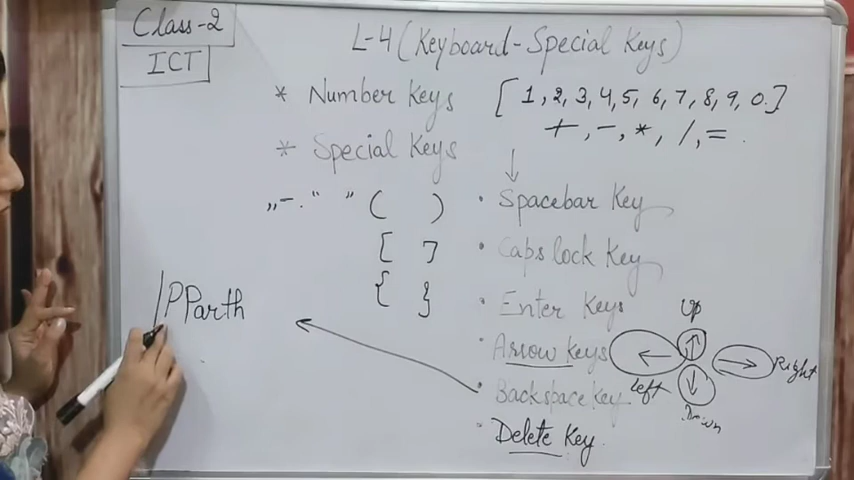 Class-2
ICT
L-4 (Keyboard-Special Keys)
* Number Keys [ 1, 2, 3, 4, 5, 6, 7, 8, 9, 0. ]
+, -, *, /, = .
* Special Keys
„-.“ ” ( )
[ ]
{ }
• Spacebar Key
• Caps lock Key
• Enter Keys
• Arrow Keys
Up
Left
Right
Down
• Backspace Key
• Delete Key
|PParth